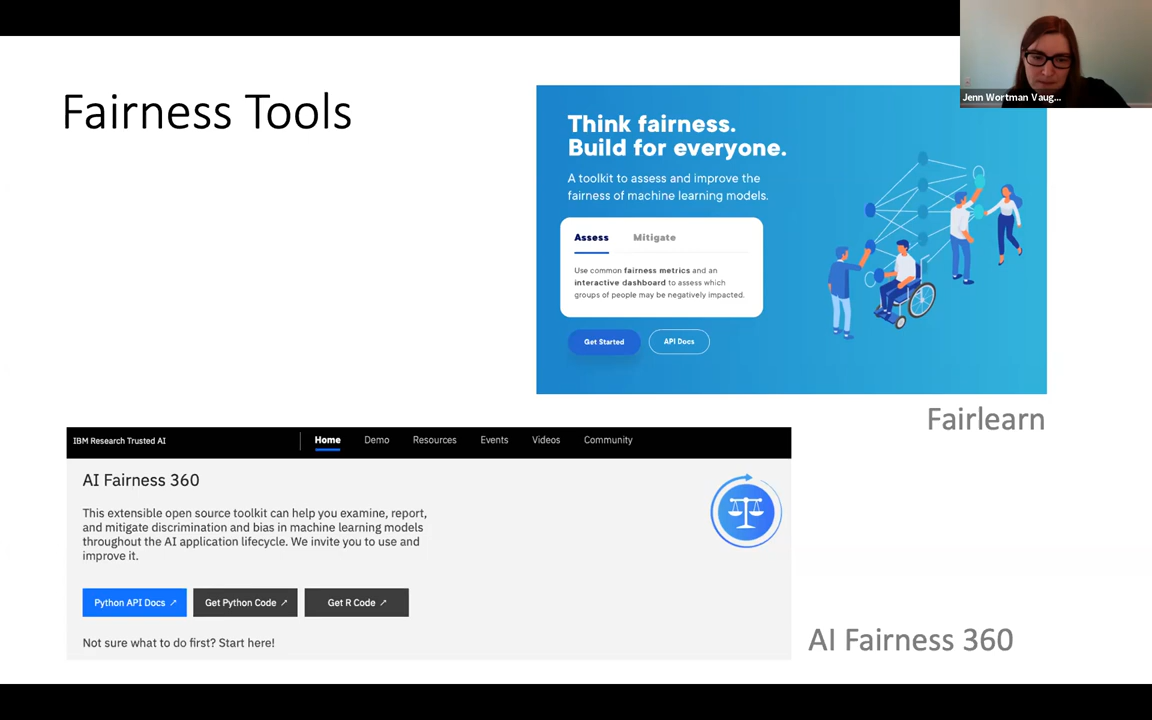 Fairness Tools
Jenn Wortman Vaug...
Think fairness.
Build for everyone.
A toolkit to assess and improve the
fairness of machine learning models.
Assess Mitigate
Use common fairness metrics and an
interactive dashboard to assess which
groups of people may be negatively impacted.
Get Started API Docs
Fairlearn
IBM Research Trusted AI Home Demo Resources Events Videos Community
AI Fairness 360
This extensible open source toolkit can help you examine, report,
and mitigate discrimination and bias in machine learning models
throughout the AI application lifecycle. We invite you to use and
improve it.
Python API Docs ↗ Get Python Code ↗ Get R Code ↗
Not sure what to do first? Start here!
AI Fairness 360